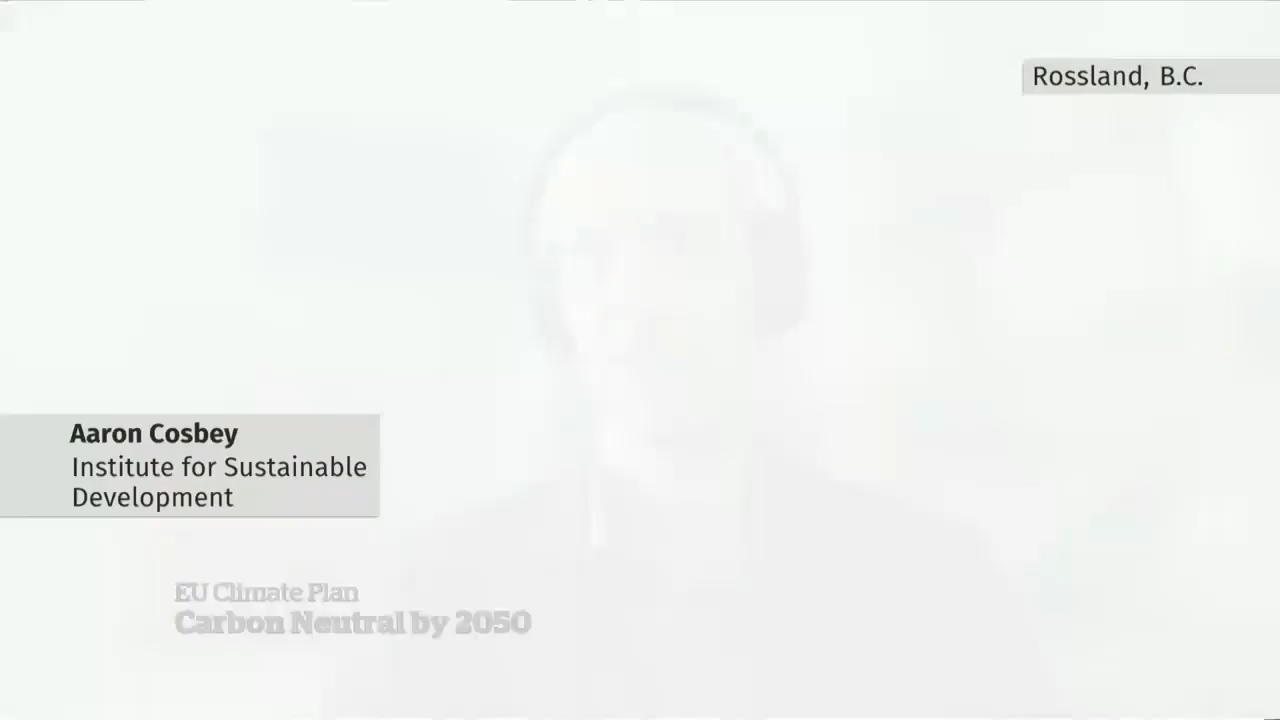 Rossland, B.C.
Aaron Cosbey
Institute for Sustainable
Development
EU Climate Plan
Carbon Neutral by 2050